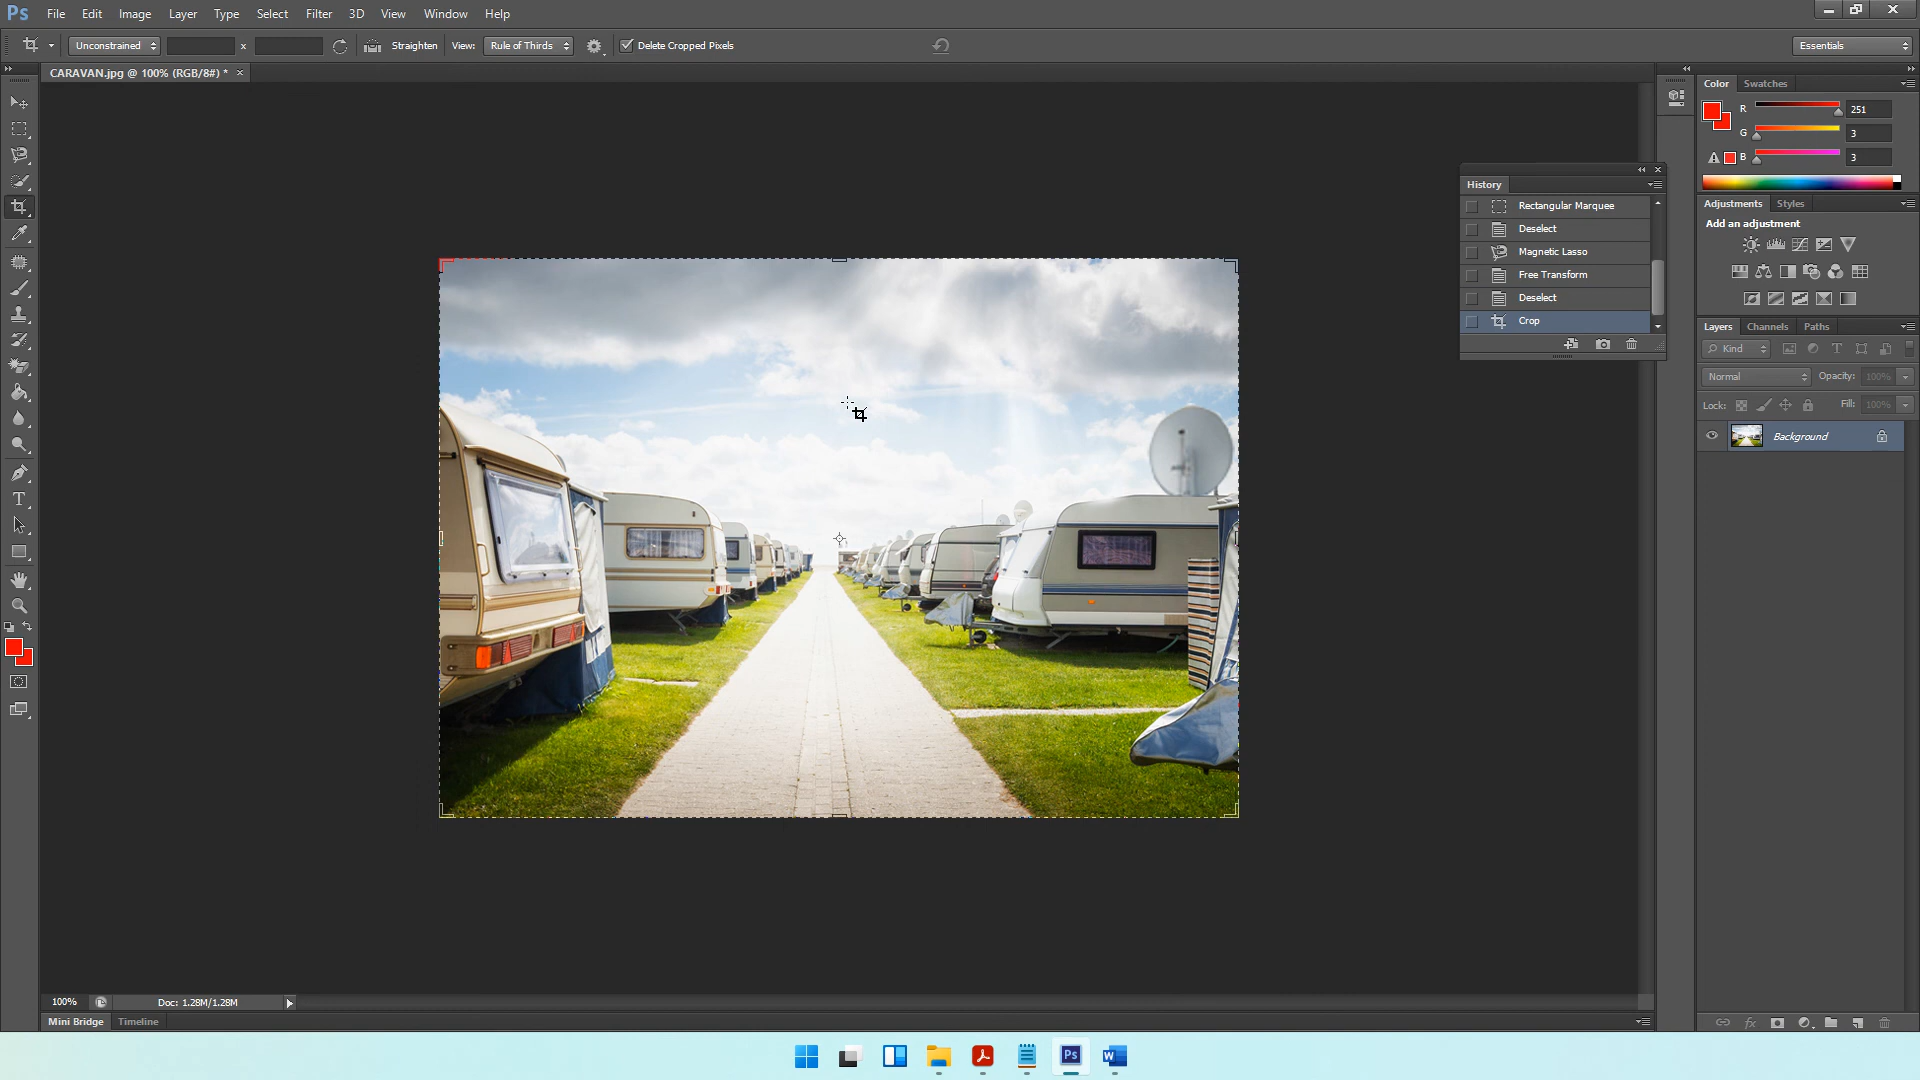 Ps File Edit Image Layer Type Select Filter 3D View Window Help
Unconstrained x Straighten View: Rule of Thirds Delete Cropped Pixels Essentials
CARAVAN.jpg @ 100% (RGB/8#) * ×
Color Swatches
R 251
G 3
B 3
History
Rectangular Marquee
Deselect
Magnetic Lasso
Free Transform
Deselect
Crop
Adjustments Styles
Add an adjustment
Layers Channels Paths
Kind T
Normal Opacity: 100%
Lock: Fill: 100%
Background
T
fx
100% Doc: 1.28M/1.28M
Mini Bridge Timeline
Ps W